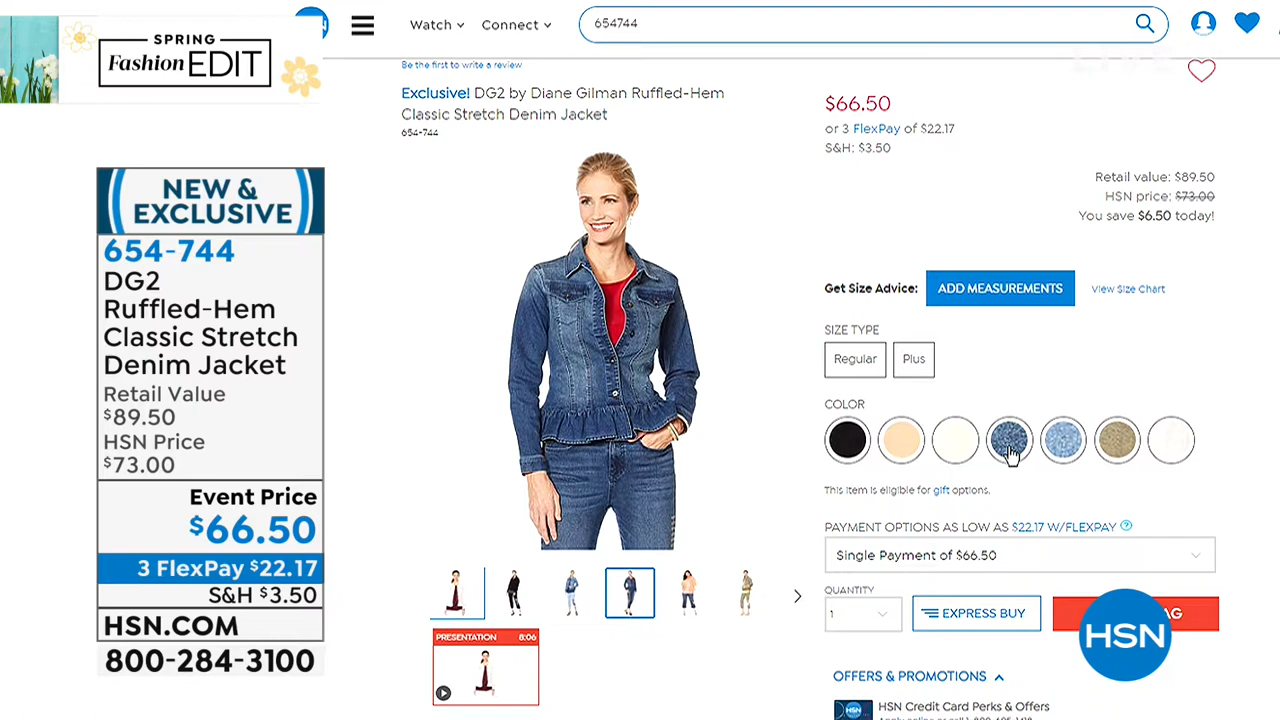 SPRING
Fashion EDIT
NEW &
EXCLUSIVE
654-744
DG2
Ruffled-Hem
Classic Stretch
Denim Jacket
Retail Value
$89.50
HSN Price
$73.00
Event Price
$66.50
3 FlexPay $22.17
S&H $3.50
HSN.COM
800-284-3100
Watch
Connect
654744
Be the first to write a review
Exclusive! DG2 by Diane Gilman Ruffled-Hem
Classic Stretch Denim Jacket
654-744
PRESENTATION 8:06
LIVE
$66.50
or 3 FlexPay of $22.17
S&H: $3.50
Retail value: $89.50
HSN price: $73.00
You save $6.50 today!
Get Size Advice: ADD MEASUREMENTS View Size Chart
SIZE TYPE
Regular Plus
COLOR
This item is eligible for gift options.
PAYMENT OPTIONS AS LOW AS $22.17 W/FLEXPAY ?
Single Payment of $66.50
QUANTITY
1
EXPRESS BUY
AG
HSN
OFFERS & PROMOTIONS
HSN
HSN Credit Card Perks & Offers